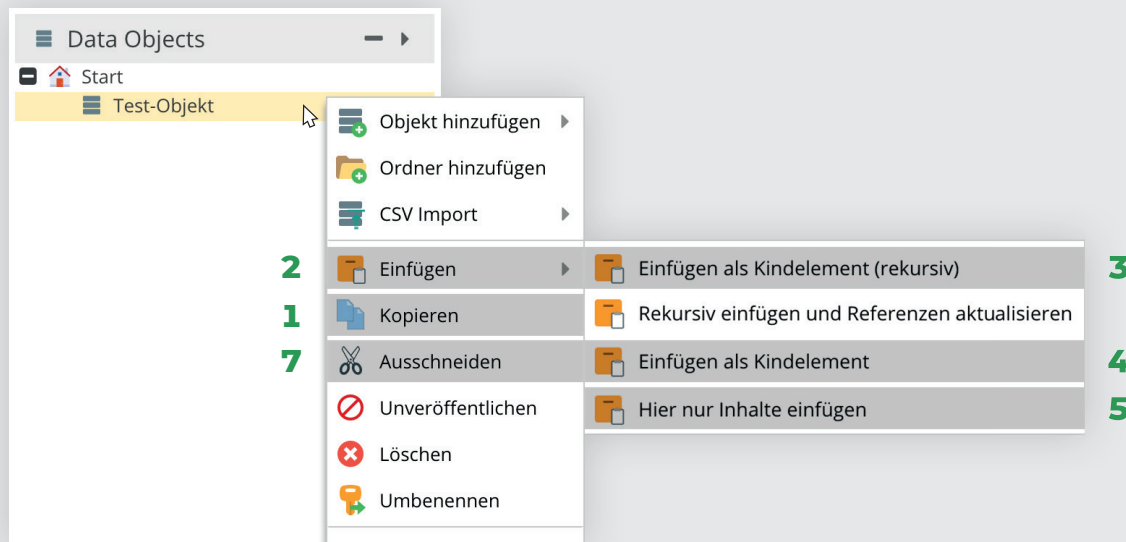 Data Objects
Start
Test-Objekt
Objekt hinzufügen
Ordner hinzufügen
CSV Import
2 Einfügen Einfügen als Kindelement (rekursiv) 3
1 Kopieren Rekursiv einfügen und Referenzen aktualisieren
7 Ausschneiden Einfügen als Kindelement 4
Unveröffentlichen Hier nur Inhalte einfügen 5
Löschen
Umbenennen